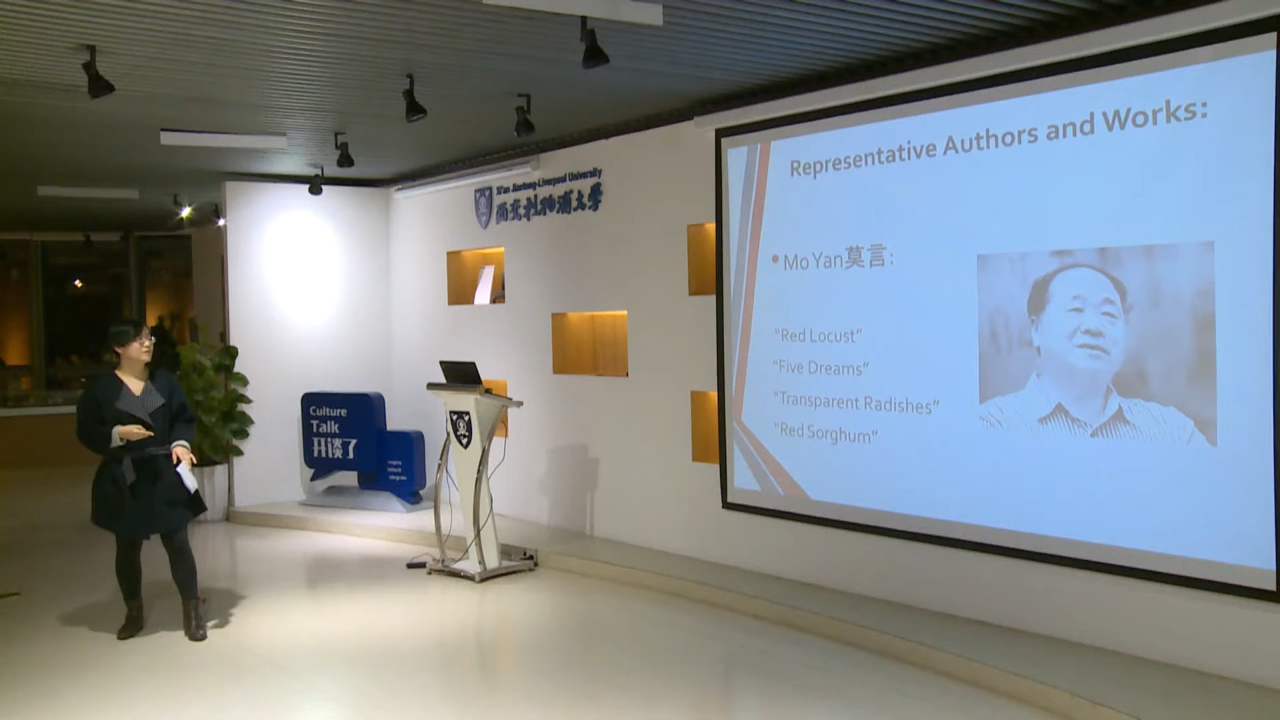 Xi'an Jiaotong-Liverpool University
西交利物浦大学
Culture
Talk
开谈了
Representative Authors and Works:
• Mo Yan莫言:
“Red Locust”
“Five Dreams”
“Transparent Radishes”
“Red Sorghum”